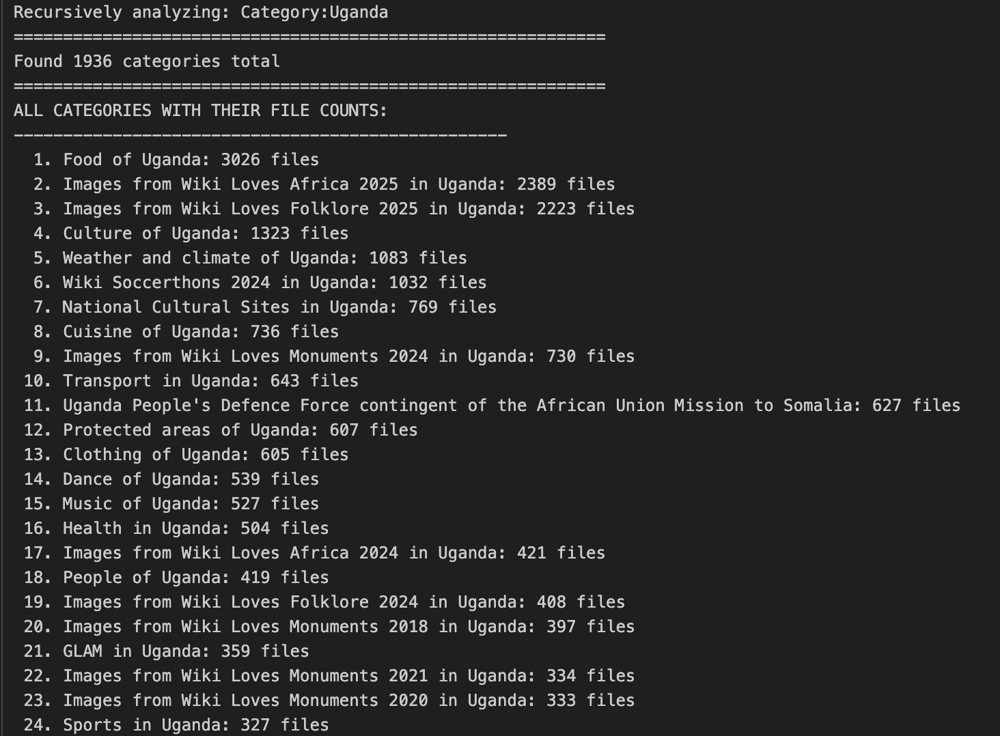 Recursively analyzing: Category:Uganda
============================================================
Found 1936 categories total
============================================================
ALL CATEGORIES WITH THEIR FILE COUNTS:
--------------------------------------------------
1. Food of Uganda: 3026 files
2. Images from Wiki Loves Africa 2025 in Uganda: 2389 files
3. Images from Wiki Loves Folklore 2025 in Uganda: 2223 files
4. Culture of Uganda: 1323 files
5. Weather and climate of Uganda: 1083 files
6. Wiki Soccerthons 2024 in Uganda: 1032 files
7. National Cultural Sites in Uganda: 769 files
8. Cuisine of Uganda: 736 files
9. Images from Wiki Loves Monuments 2024 in Uganda: 730 files
10. Transport in Uganda: 643 files
11. Uganda People's Defence Force contingent of the African Union Mission to Somalia: 627 files
12. Protected areas of Uganda: 607 files
13. Clothing of Uganda: 605 files
14. Dance of Uganda: 539 files
15. Music of Uganda: 527 files
16. Health in Uganda: 504 files
17. Images from Wiki Loves Africa 2024 in Uganda: 421 files
18. People of Uganda: 419 files
19. Images from Wiki Loves Folklore 2024 in Uganda: 408 files
20. Images from Wiki Loves Monuments 2018 in Uganda: 397 files
21. GLAM in Uganda: 359 files
22. Images from Wiki Loves Monuments 2021 in Uganda: 334 files
23. Images from Wiki Loves Monuments 2020 in Uganda: 333 files
24. Sports in Uganda: 327 files